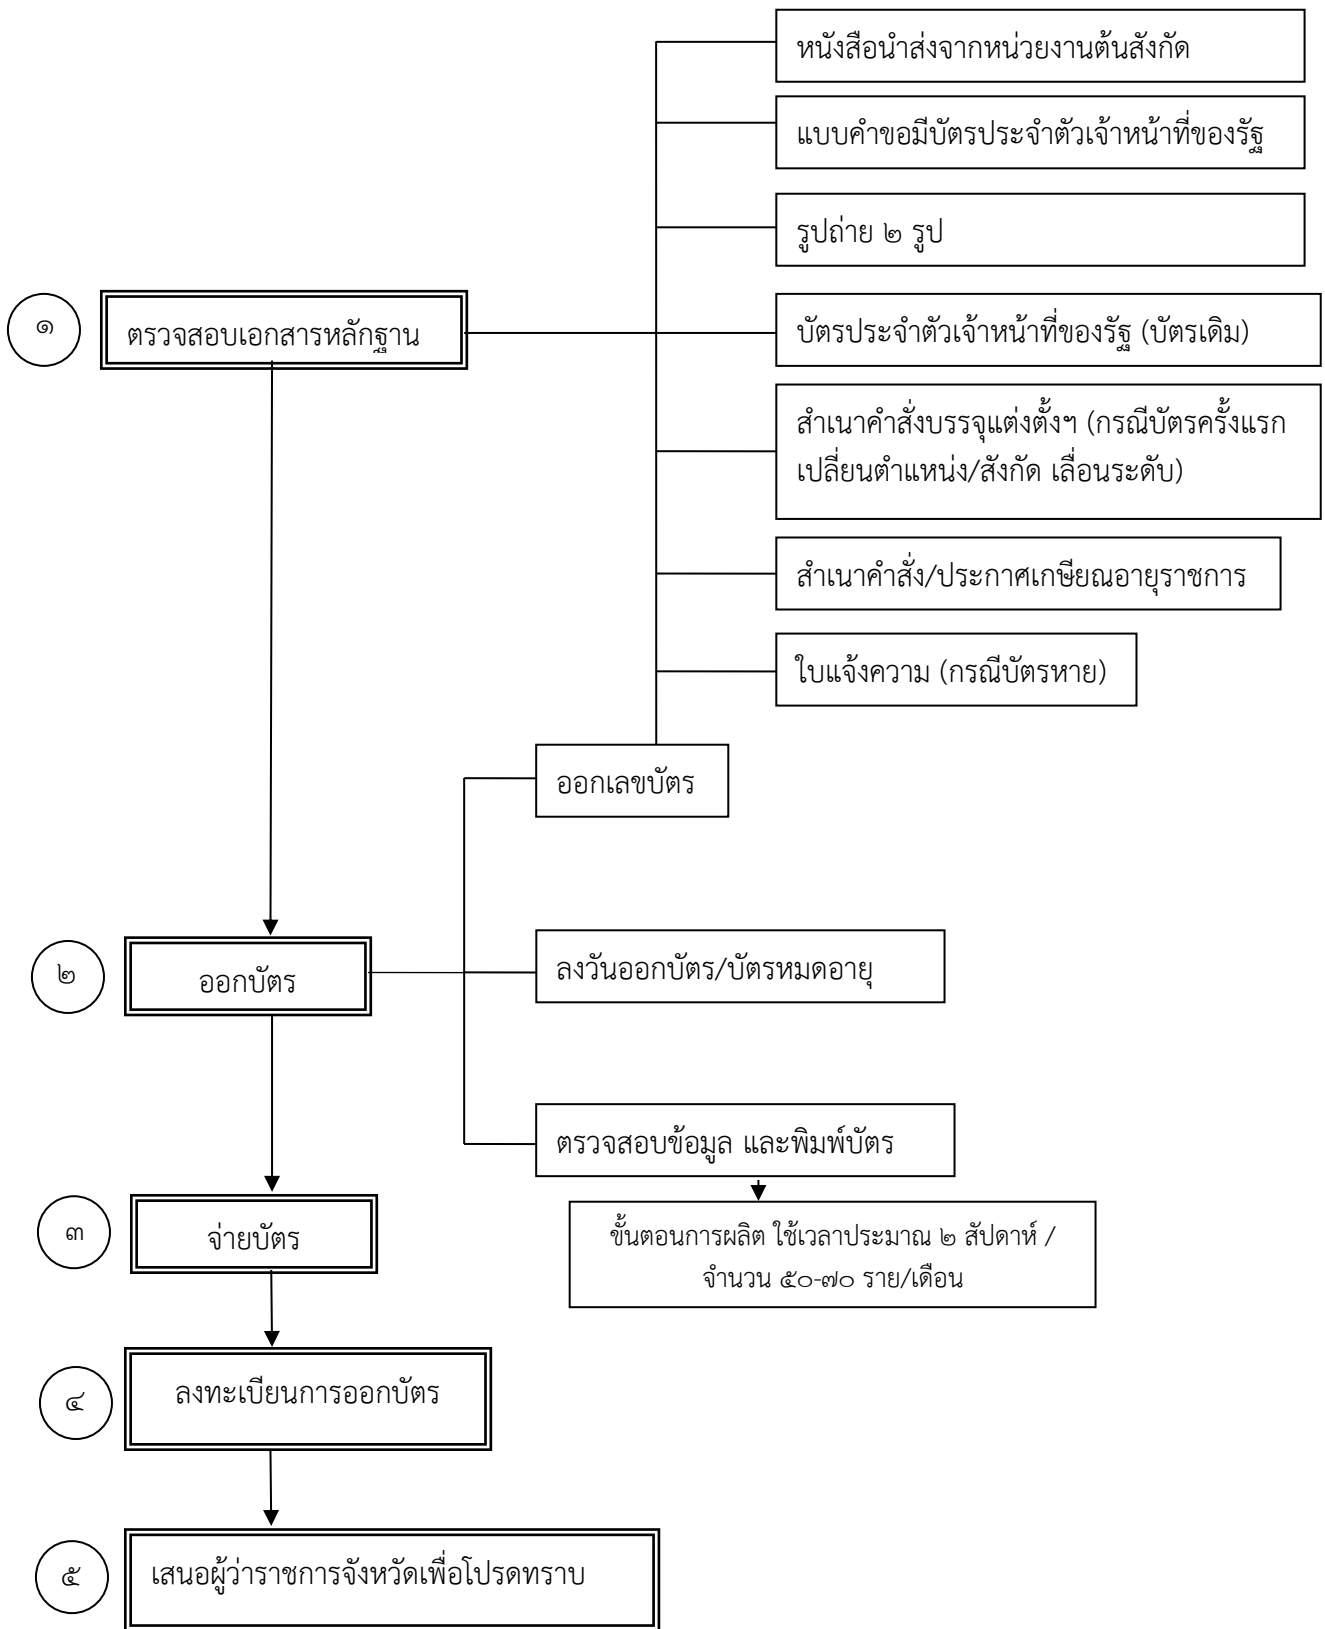 หนังสือนำส่งจากหน่วยงานต้นสังกัด
แบบคำขอมีบัตรประจำตัวเจ้าหน้าที่ของรัฐ
รูปถ่าย ๒ รูป
๑
ตรวจสอบเอกสารหลักฐาน
บัตรประจำตัวเจ้าหน้าที่ของรัฐ (บัตรเดิม)
สำเนาคำสั่งบรรจุแต่งตั้งฯ (กรณีบัตรครั้งแรก
เปลี่ยนตำแหน่ง/สังกัด เลื่อนระดับ)
สำเนาคำสั่ง/ประกาศเกษียณอายุราชการ
ใบแจ้งความ (กรณีบัตรหาย)
ออกเลขบัตร
๒
ออกบัตร
ลงวันออกบัตร/บัตรหมดอายุ
ตรวจสอบข้อมูล และพิมพ์บัตร
๓
จ่ายบัตร
ขั้นตอนการผลิต ใช้เวลาประมาณ ๒ สัปดาห์ /
จำนวน ๕๐-๗๐ ราย/เดือน
๔
ลงทะเบียนการออกบัตร
๕
เสนอผู้ว่าราชการจังหวัดเพื่อโปรดทราบ